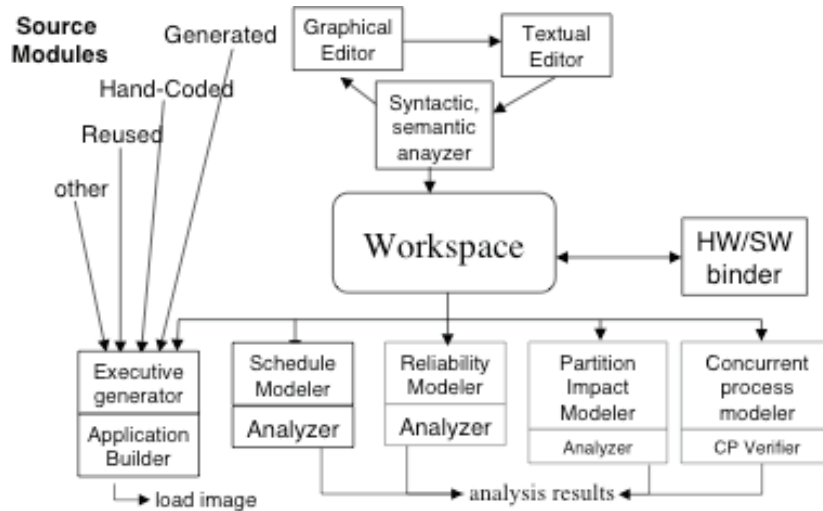 Source
Modules
Generated
Hand-Coded
Reused
other
Graphical
Editor
Textual
Editor
Syntactic,
semantic
anayzer
Workspace
HW/SW
binder
Executive
generator
Application
Builder
load image
Schedule
Modeler
Analyzer
Reliability
Modeler
Analyzer
Partition
Impact
Modeler
Analyzer
Concurrent
process
modeler
CP Verifier
analysis results